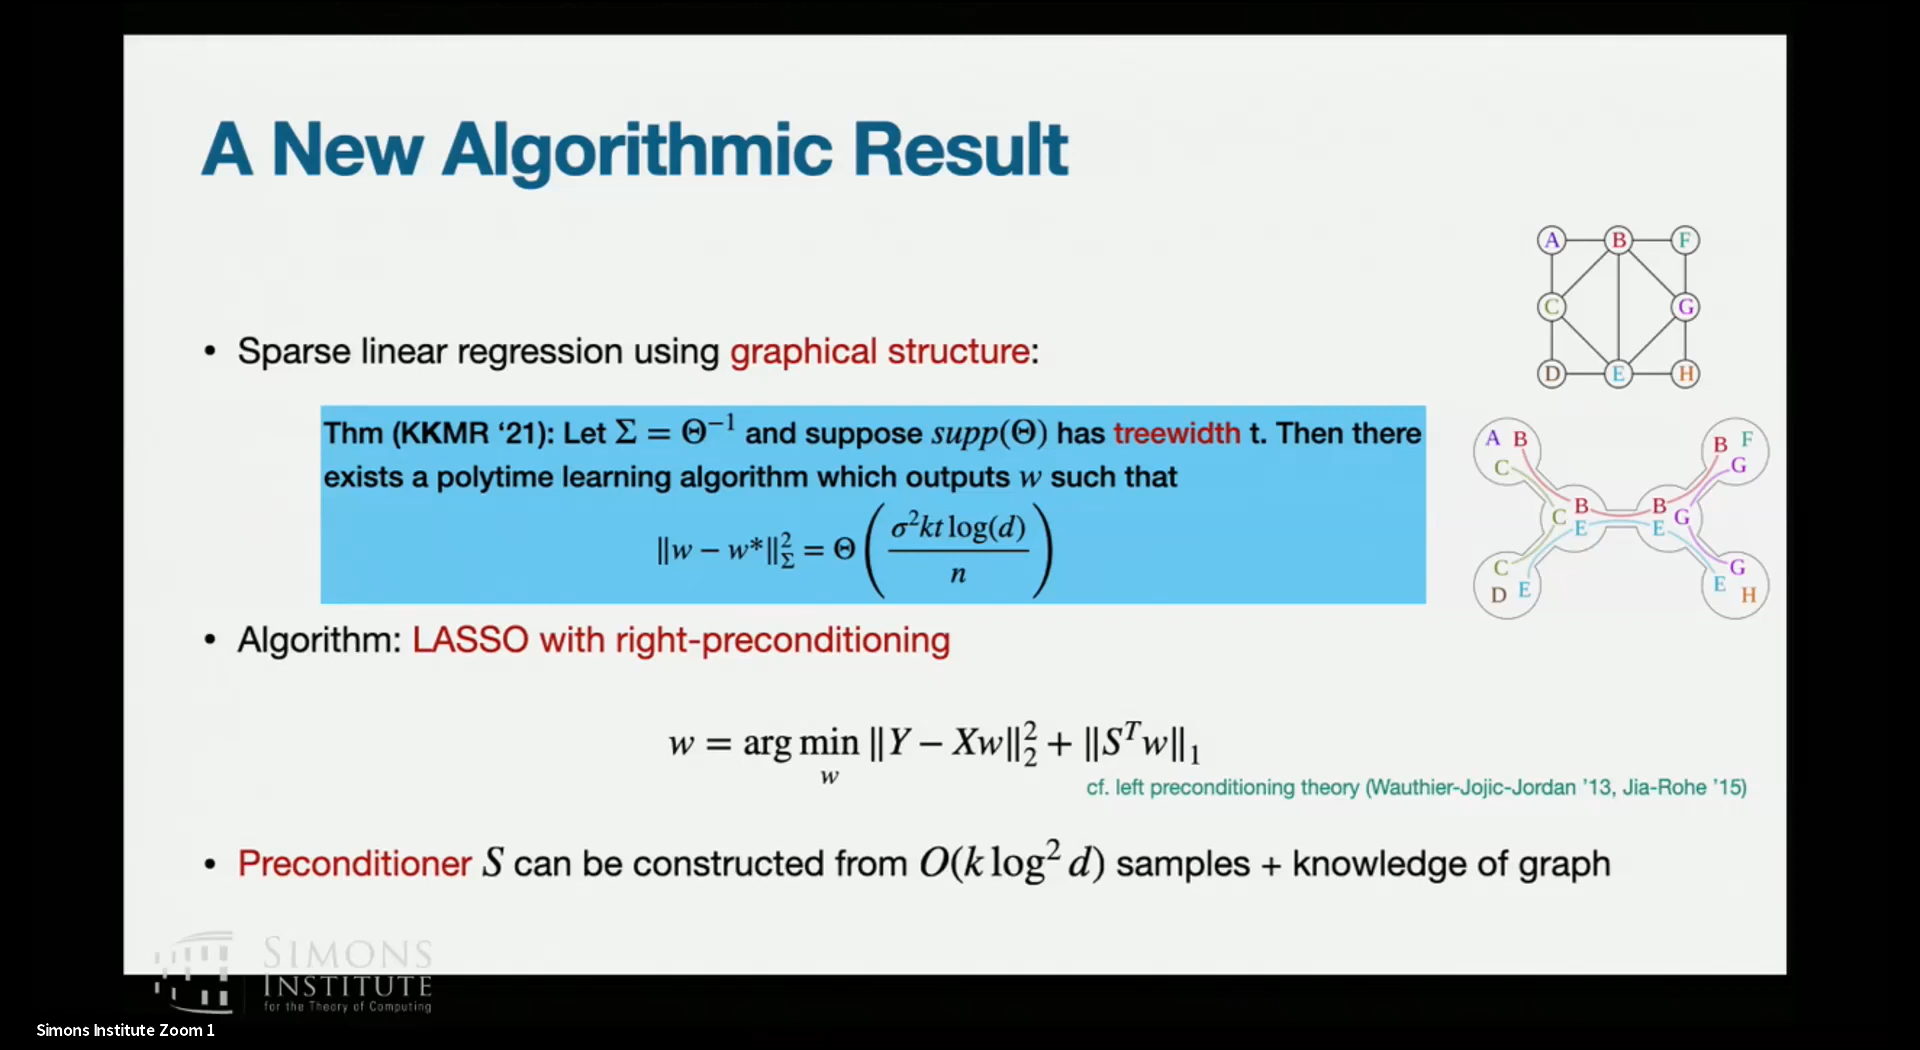 A New Algorithmic Result
• Sparse linear regression using graphical structure:
Thm (KKMR ‘21): Let Σ = Θ⁻¹ and suppose supp(Θ) has treewidth t. Then there
exists a polytime learning algorithm which outputs w such that
‖w − w*‖²_Σ = Θ(σ²kt log(d) / n)
• Algorithm: LASSO with right-preconditioning
w = arg min_w ‖Y − Xw‖²₂ + ‖Sᵀw‖₁
cf. left preconditioning theory (Wauthier-Jojic-Jordan ’13, Jia-Rohe ’15)
• Preconditioner S can be constructed from O(k log² d) samples + knowledge of graph
A B F
C G
D E H
A B B F
C G
B B
C G
E E
C G
D E E H
SIMONS
INSTITUTE
for the Theory of Computing
Simons Institute Zoom 1